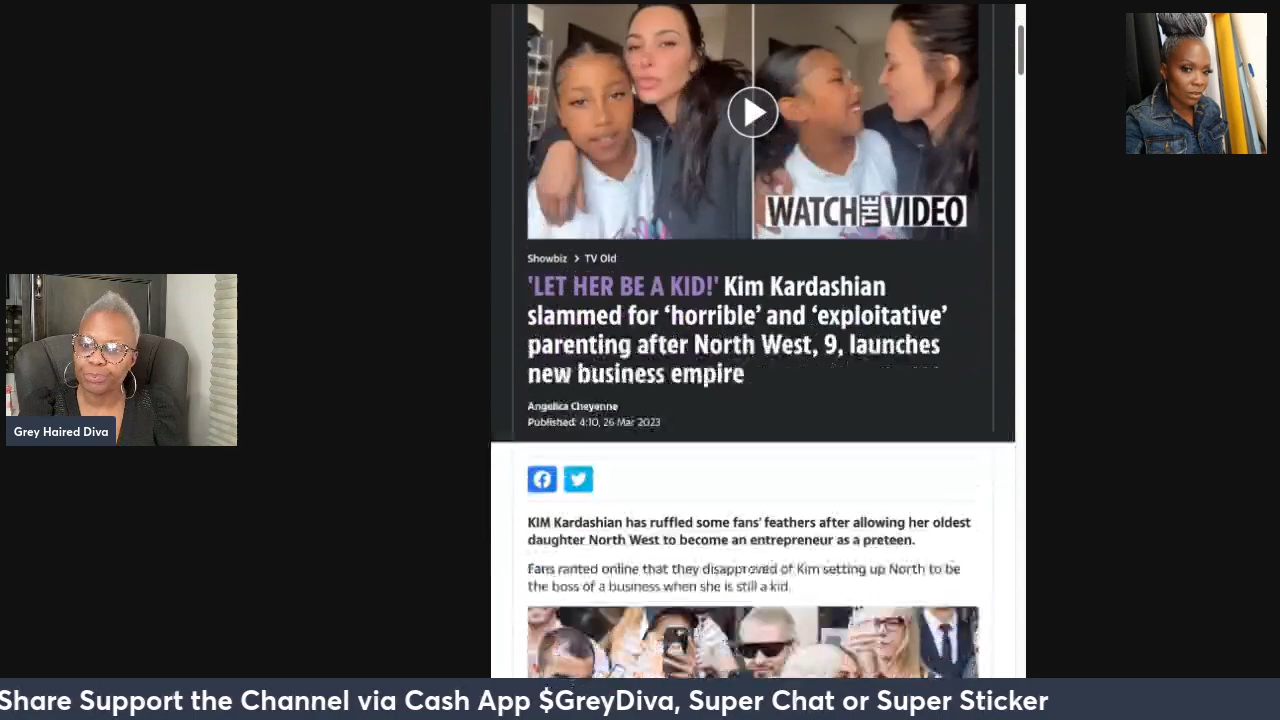 WATCH THE VIDEO
Showbiz > TV Old
'LET HER BE A KID!' Kim Kardashian
slammed for ‘horrible’ and ‘exploitative’
parenting after North West, 9, launches
new business empire
Angelica Cheyenne
Published: 4:10, 26 Mar 2023
KIM Kardashian has ruffled some fans' feathers after allowing her oldest
daughter North West to become an entrepreneur as a preteen.
Fans ranted online that they disapproved of Kim setting up North to be
the boss of a business when she is still a kid.
Grey Haired Diva
Share Support the Channel via Cash App $GreyDiva, Super Chat or Super Sticker